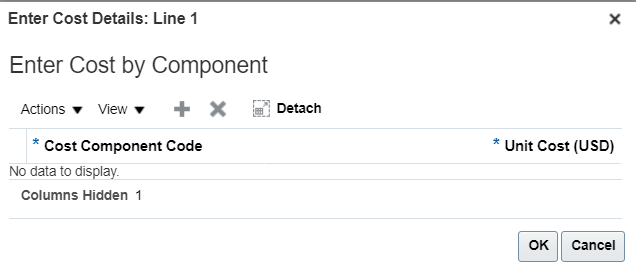 Enter Cost Details: Line 1
Enter Cost by Component
Actions View Detach
* Cost Component Code * Unit Cost (USD)
No data to display.
Columns Hidden 1
OK Cancel